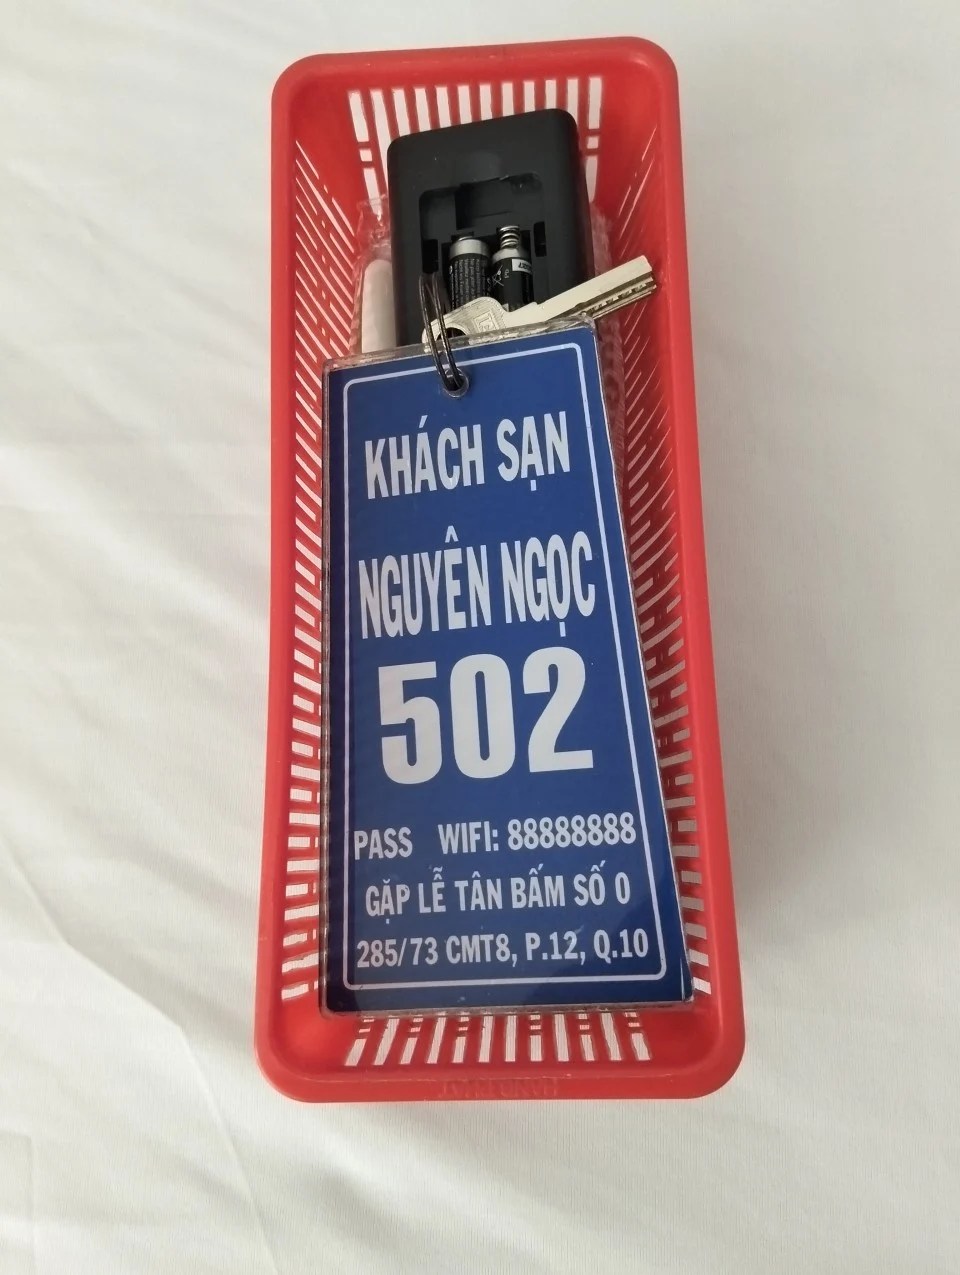 KHÁCH SẠN
NGUYÊN NGỌC
502
PASS WIFI: 88888888
GẶP LỄ TÂN BẤM SỐ 0
285/73 CMT8, P.12, Q.10